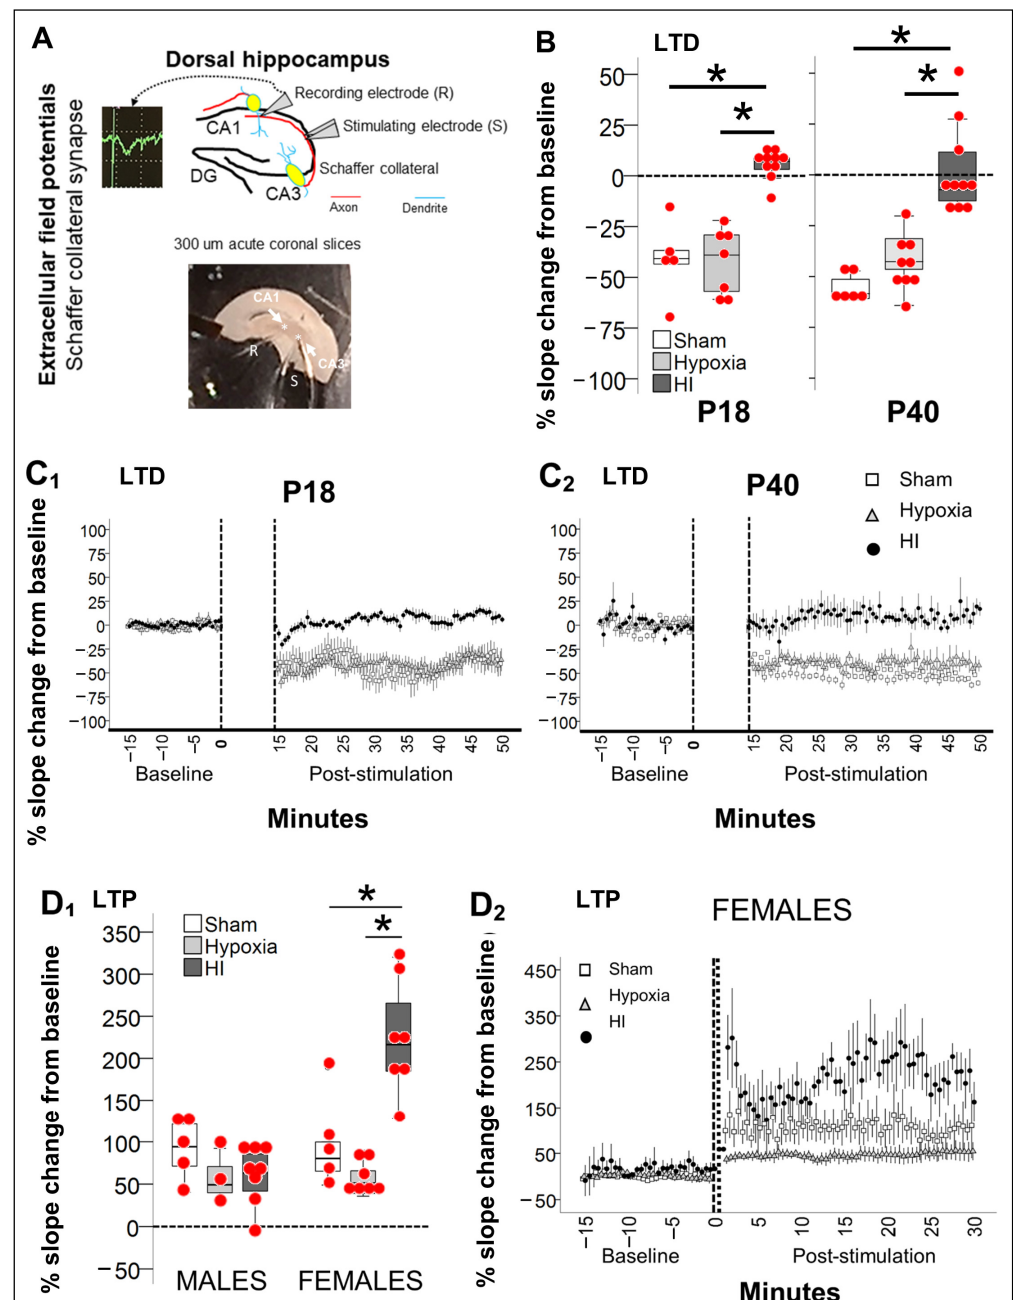 A
Dorsal hippocampus
Extracellular field potentials
Schaffer collateral synapse
Recording electrode (R)
CA1
Stimulating electrode (S)
Schaffer collateral
DG
CA3
Axon
Dendrite
300 um acute coronal slices
CA1
R
CA3
S
B
LTD
% slope change from baseline
50
25
0
−25
−50
−75
−100
*
*
*
*
Sham
Hypoxia
HI
P18
P40
C1
LTD
P18
% slope change from baseline
100
75
50
25
0
−25
−50
−75
−100
−15
−10
−5
0
15
20
25
30
35
40
45
50
Baseline
Post-stimulation
Minutes
C2
LTD
P40
Sham
Hypoxia
HI
100
75
50
25
0
−25
−50
−75
−100
−15
−10
−5
0
15
20
25
30
35
40
45
50
Baseline
Post-stimulation
Minutes
D1
LTP
% slope change from baseline
Sham
Hypoxia
HI
*
*
350
300
250
200
150
100
50
0
−50
MALES
FEMALES
D2
LTP
FEMALES
% slope change from baseline
Sham
Hypoxia
HI
450
350
250
150
50
−50
−15
−10
−5
0
5
10
15
20
25
30
Baseline
Post-stimulation
Minutes